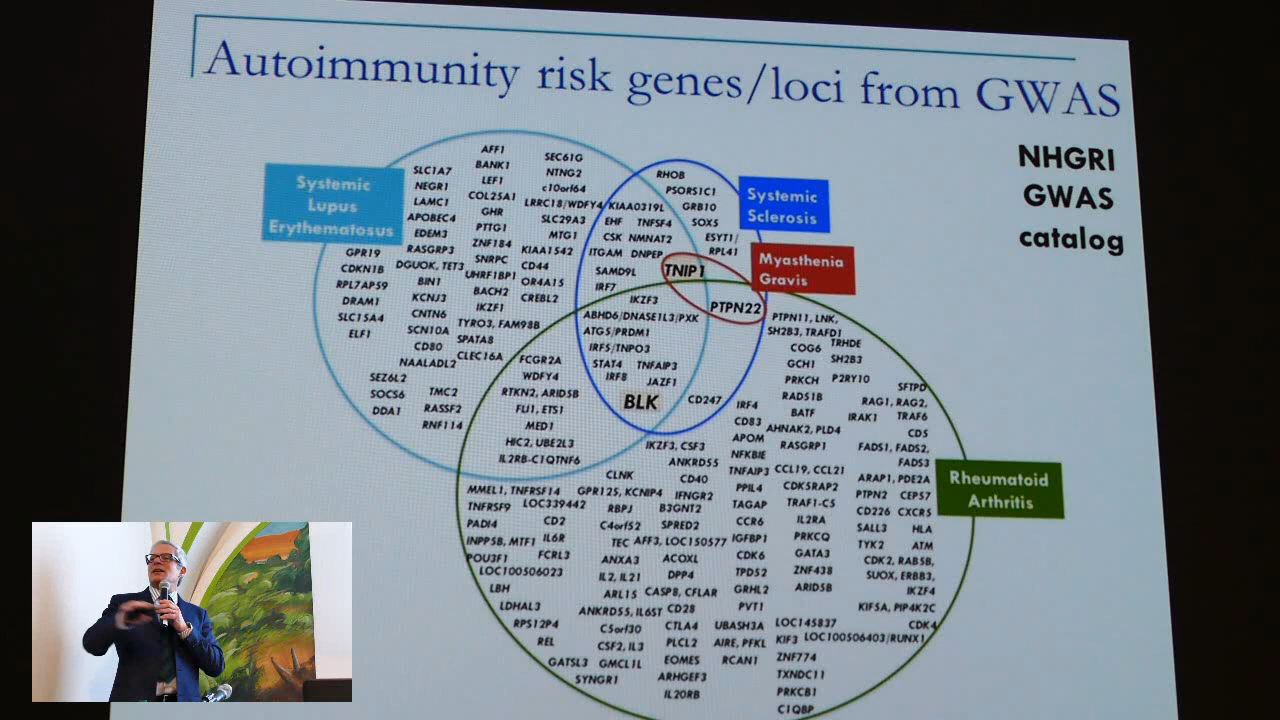 Autoimmunity risk genes/loci from GWAS
NHGRI
GWAS
catalog
Systemic
Lupus
Erythematosus
Systemic
Sclerosis
Myasthenia
Gravis
Rheumatoid
Arthritis
AFF1
SEC61G
SLC1A7
BANK1
NTNG2
NEGR1
LEF1
c10orf64
LAMC1
COL25A1
LRRC18/WDFY4
APOBEC4
GHR
SLC29A3
EDEM3
PTTG1
MTG1
GPR19
RASGRP3
ZNF184
KIAA1542
CDKN1B
DGUOK, TET3
SNRPC
CD44
RPL7AP59
BIN1
UHRF1BP1
OR4A15
DRAM1
KCNJ3
BACH2
CREBL2
SLC15A4
CNTN6
IKZF1
ELF1
SCN10A
TYRO3, FAM98B
CD80
SPATA8
NAALADL2
CLEC16A
SEZ6L2
SOCS6
TMC2
DDA1
RASSF2
RNF114
RHOB
PSORS1C1
KIAA0319L
GRB10
EHF
TNFSF4
SOX5
CSK
NMNAT2
ESYT1/
RPL41
ITGAM
DNPEP
SAMD9L
TNIP1
IRF7
IKZF3
PTPN22
ABHD6/DNASE1L3/PXK
ATG5/PRDM1
IRF5/TNPO3
STAT4
TNFAIP3
IRF8
JAZF1
BLK
CD247
FCGR2A
WDFY4
RTKN2, ARID5B
FLI1, ETS1
MED1
HIC2, UBE2L3
IL2RB-C1QTNF6
PTPN11, LNK,
SH2B3, TRAFD1
COG6
TRHDE
GCH1
SH2B3
PRKCH
P2RY10
SFTPD
RAD51B
RAG1, RAG2,
IRF4
BATF
IRAK1
TRAF6
CD83
AHNAK2, PLD4
CD5
IKZF3, CSF3
APOM
RASGRP1
FADS1, FADS2,
FADS3
ANKRD55
NFKBIE
CLNK
CD40
TNFAIP3
CCL19, CCL21
ARAP1, PDE2A
MMEL1, TNFRSF14
GPR125, KCNIP4
IFNGR2
PPIL4
CDK5RAP2
PTPN2
CEP57
TNFRSF9
LOC339442
RBPJ
B3GNT2
TAGAP
TRAF1-C5
CD226
CXCR5
PADI4
CD2
C4orf52
SPRED2
CCR6
IL2RA
SALL3
HLA
INPP5B, MTF1
IL6R
TEC
AFF3, LOC150577
IGFBP1
PRKCQ
TYK2
ATM
POU3F1
FCRL3
ANXA3
ACOXL
CDK6
GATA3
CDK2, RAB5B,
LOC100506023
IL2, IL21
DPP4
TPD52
ZNF438
SUOX, ERBB3,
LBH
ARL15
CASP8, CFLAR
GRHL2
ARID5B
IKZF4
LDHAL3
ANKRD55, IL6ST
CD28
PVT1
KIF5A, PIP4K2C
RPS12P4
C5orf30
CTLA4
UBASH3A
LOC145837
CDK4
REL
CSF2, IL3
PLCL2
AIRE, PFKL
KIF3
LOC100506403/RUNX1
GATSL3
GMCL1L
EOMES
RCAN1
ZNF774
SYNGR1
ARHGEF3
TXNDC11
IL20RB
PRKCB1
C1QBP